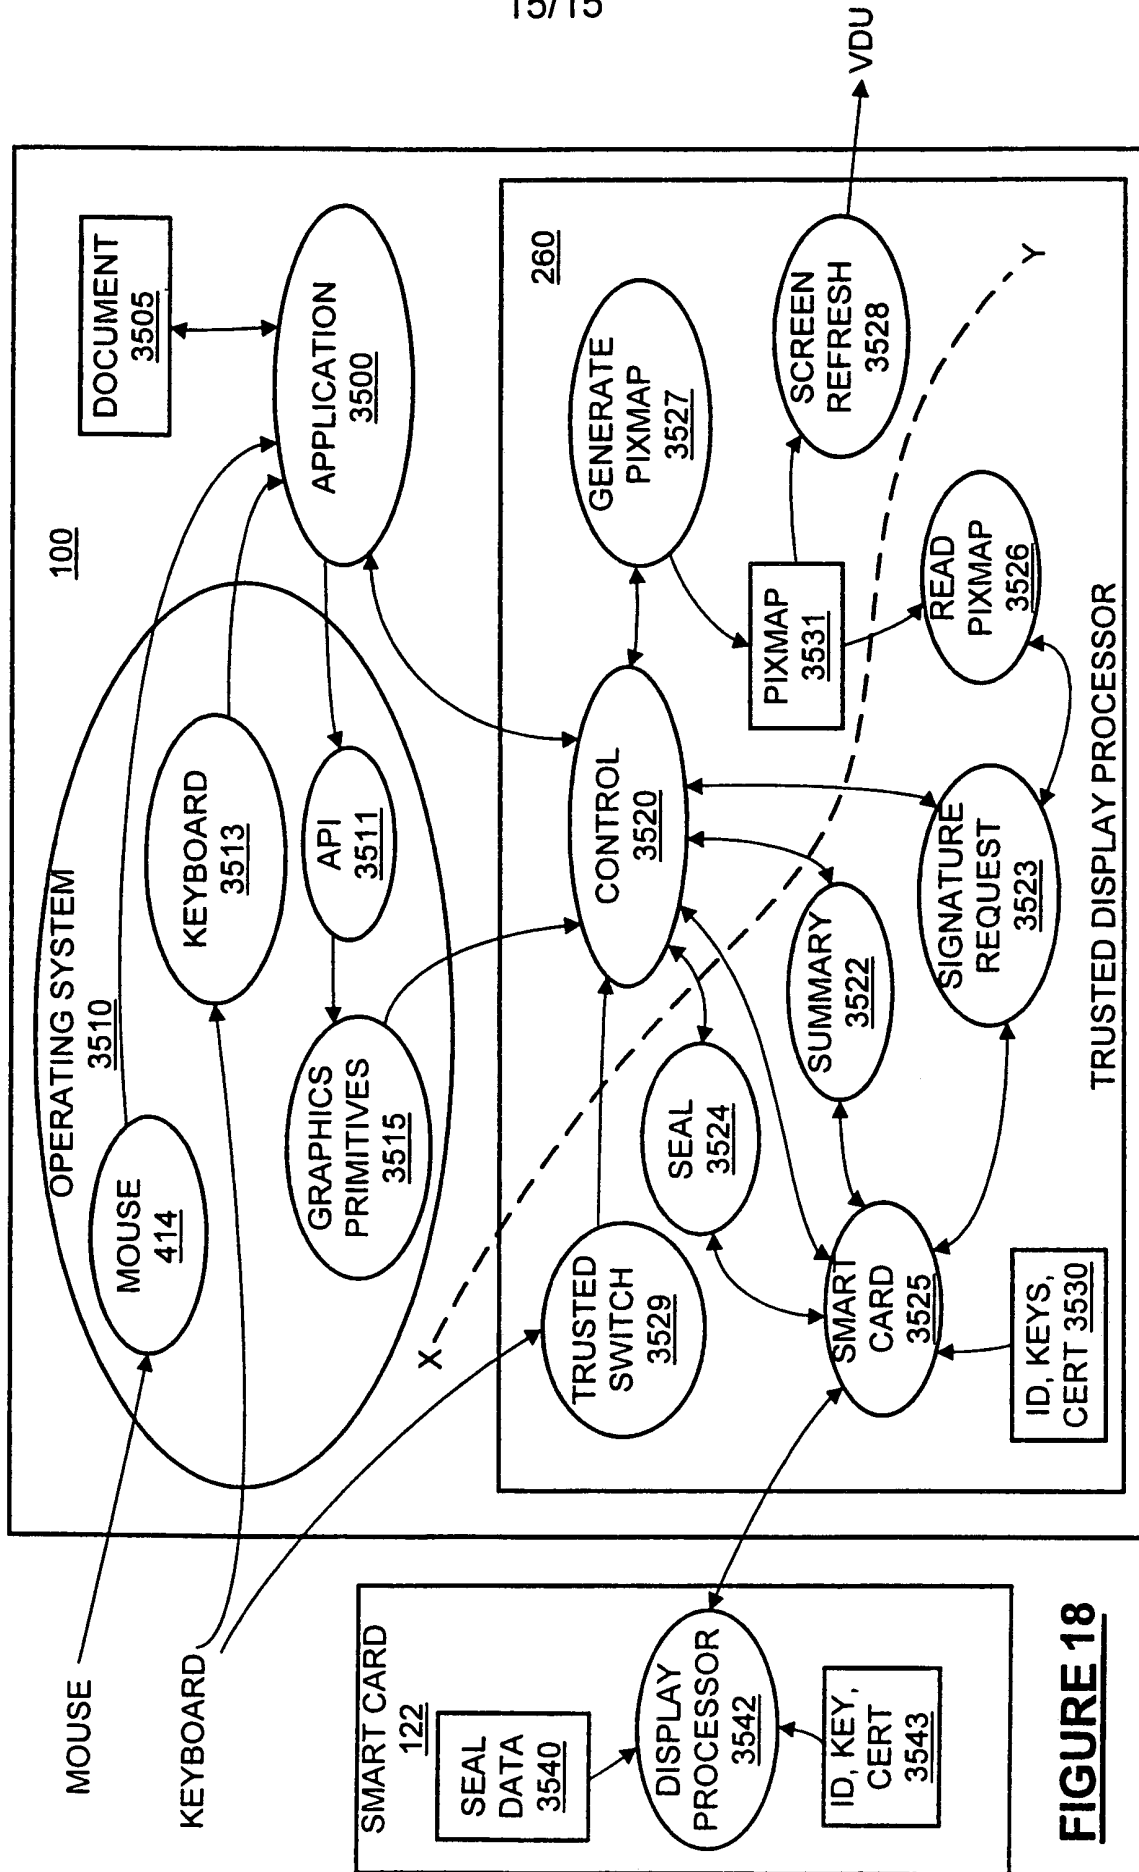 15/15
MOUSE
KEYBOARD
100
OPERATING SYSTEM
3510
MOUSE
414
KEYBOARD
3513
GRAPHICS
PRIMITIVES
3515
API
3511
DOCUMENT
3505
APPLICATION
3500
X
260
TRUSTED
SWITCH
3529
SEAL
3524
CONTROL
3520
GENERATE
PIXMAP
3527
PIXMAP
3531
SCREEN
REFRESH
3528
VDU
SMART
CARD
3525
SUMMARY
3522
SIGNATURE
REQUEST
3523
READ
PIXMAP
3526
Y
ID, KEYS,
CERT 3530
TRUSTED DISPLAY PROCESSOR
SMART CARD
122
SEAL
DATA
3540
DISPLAY
PROCESSOR
3542
ID, KEY,
CERT
3543
FIGURE 18